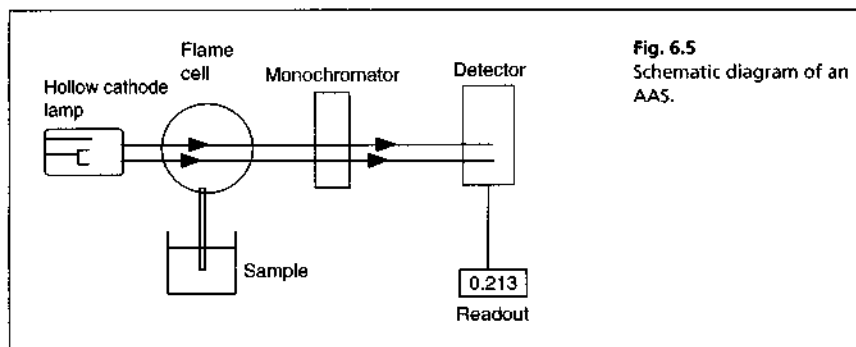 Flame
cell
Monochromator
Detector
Hollow cathode
lamp
Sample
0.213
Readout
Fig. 6.5
Schematic diagram of an
AAS.